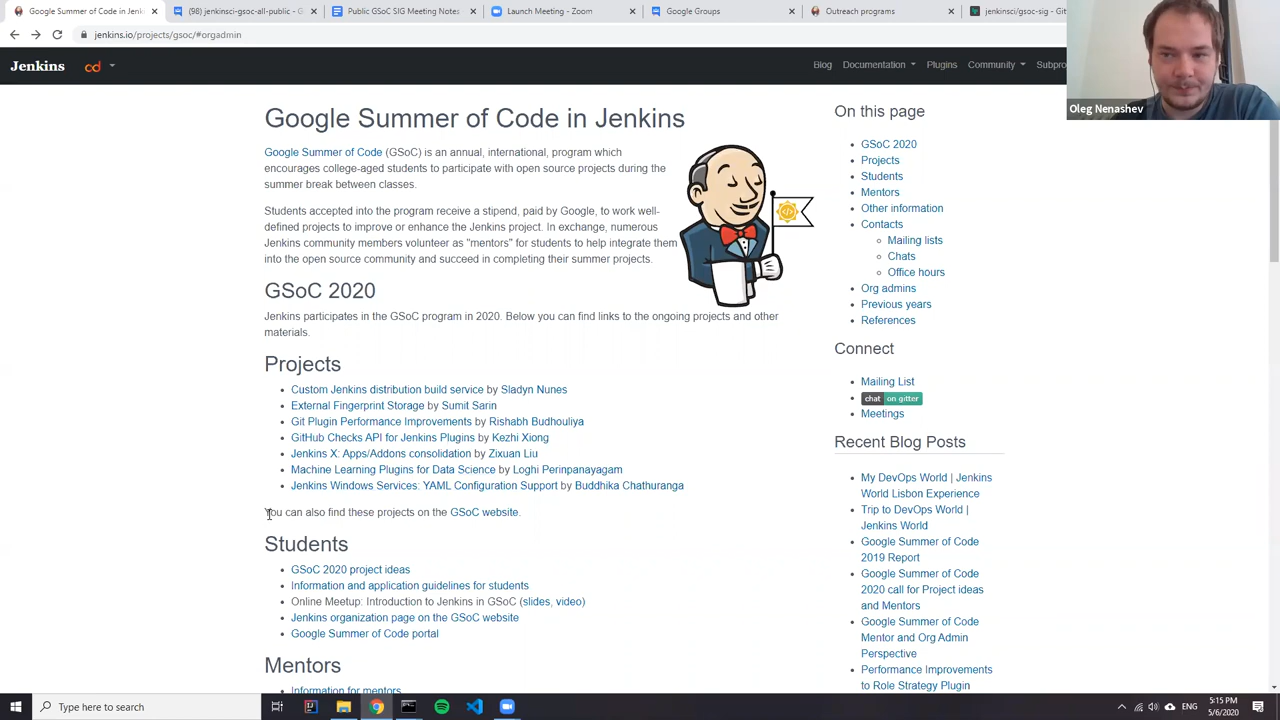 Google Summer of Code in Jenki
(98) jenkinsci-gsoc-all-public - G
Public GSoC SIG Meeting Notes
Launch Meeting - Zoom
Google Groups
Outreach programs
jenkinsci/gsoc-sig - Git
jenkins.io/projects/gsoc/#orgadmin
Jenkins
cd
Blog
Documentation
Plugins
Community
Subpro
Oleg Nenashev
Google Summer of Code in Jenkins
Google Summer of Code (GSoC) is an annual, international, program which
encourages college-aged students to participate with open source projects during the
summer break between classes.
Students accepted into the program receive a stipend, paid by Google, to work well-
defined projects to improve or enhance the Jenkins project. In exchange, numerous
Jenkins community members volunteer as "mentors" for students to help integrate them
into the open source community and succeed in completing their summer projects.
GSoC 2020
Jenkins participates in the GSoC program in 2020. Below you can find links to the ongoing projects and other
materials.
Projects
Custom Jenkins distribution build service by Sladyn Nunes
External Fingerprint Storage by Sumit Sarin
Git Plugin Performance Improvements by Rishabh Budhouliya
GitHub Checks API for Jenkins Plugins by Kezhi Xiong
Jenkins X: Apps/Addons consolidation by Zixuan Liu
Machine Learning Plugins for Data Science by Loghi Perinpanayagam
Jenkins Windows Services: YAML Configuration Support by Buddhika Chathuranga
You can also find these projects on the GSoC website.
Students
GSoC 2020 project ideas
Information and application guidelines for students
Online Meetup: Introduction to Jenkins in GSoC (slides, video)
Jenkins organization page on the GSoC website
Google Summer of Code portal
Mentors
Information for mentors
On this page
GSoC 2020
Projects
Students
Mentors
Other information
Contacts
Mailing lists
Chats
Office hours
Org admins
Previous years
References
Connect
Mailing List
chat on gitter
Meetings
Recent Blog Posts
My DevOps World | Jenkins
World Lisbon Experience
Trip to DevOps World |
Jenkins World
Google Summer of Code
2019 Report
Google Summer of Code
2020 call for Project ideas
and Mentors
Google Summer of Code
Mentor and Org Admin
Perspective
Performance Improvements
to Role Strategy Plugin
Type here to search
ENG
5:15 PM
5/6/2020